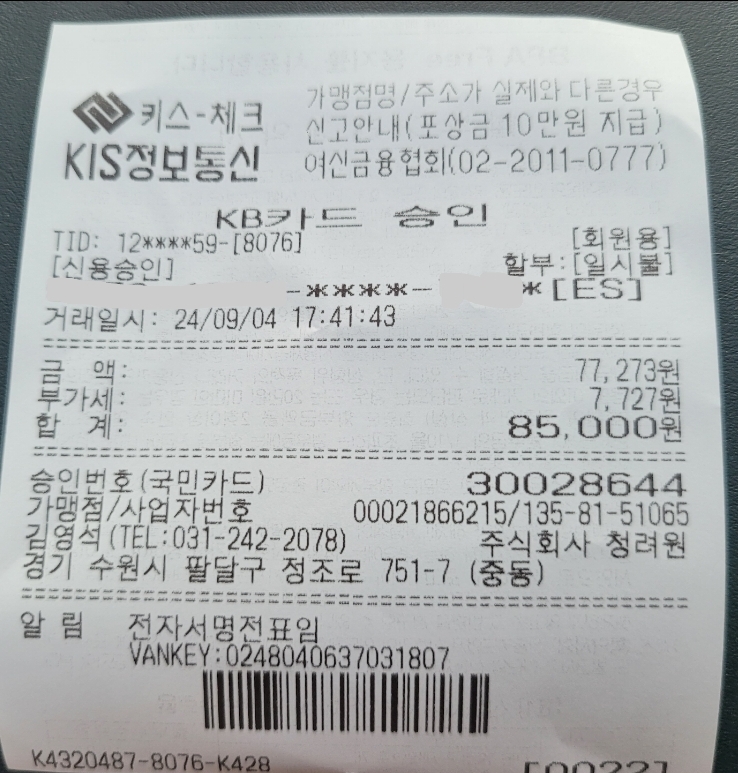 키스-체크
KIS정보통신
가맹점명/주소가 실제와 다른경우
신고안내(포상금 10만원 지급)
여신금융협회(02-2011-0777)
KB카드 승인
TID: 12****59-[8076] [회원용]
[신용승인] 할부:[일시불]
-****- *[ES]
거래일시: 24/09/04 17:41:43
금 액: 77,273원
부가세: 7,727원
합 계: 85,000원
승인번호(국민카드) 30028644
가맹점/사업자번호 00021866215/135-81-51065
김영석(TEL:031-242-2078) 주식회사 청려원
경기 수원시 팔달구 정조로 751-7 (중동)
알 림 전자서명전표임
VANKEY:0248040637031807
K4320487-8076-K428 [0022]